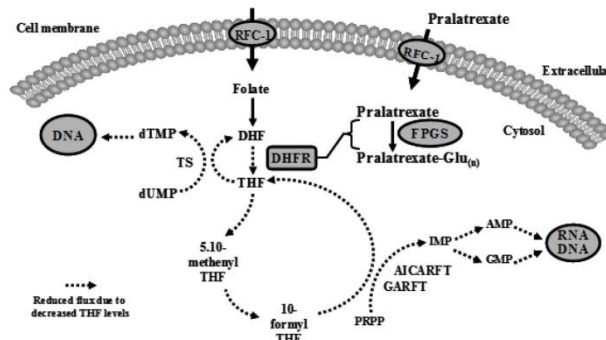 Cell membrane
RFC-1
Pralatrexate
RFC-1
Extracellular
Folate
Pralatrexate
Cytosol
DNA
dTMP
DHF
FPGS
TS
DHFR
Pralatrexate-Glu(n)
dUMP
THF
5.10-
methenyl
THF
AMP
IMP
RNA
DNA
GMP
AICARFT
GARFT
Reduced flux due to
decreased THF levels
10-
formyl
THF
PRPP